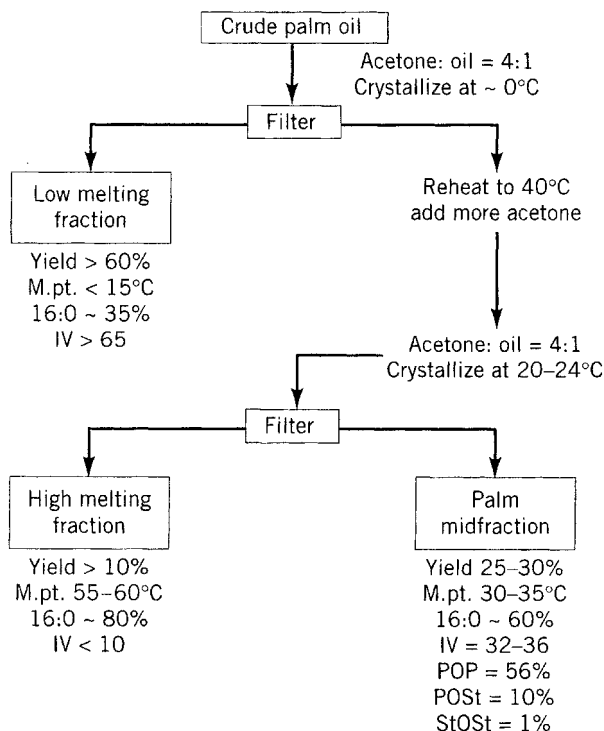 Crude palm oil
Acetone: oil = 4:1
Crystallize at ~ 0°C
Filter
Low melting
fraction
Yield > 60%
M.pt. < 15°C
16:0 ~ 35%
IV > 65
Reheat to 40°C
add more acetone
Acetone: oil = 4:1
Crystallize at 20–24°C
Filter
High melting
fraction
Yield > 10%
M.pt. 55–60°C
16:0 ~ 80%
IV < 10
Palm
midfraction
Yield 25–30%
M.pt. 30–35°C
16:0 ~ 60%
IV = 32–36
POP = 56%
POSt = 10%
StOSt = 1%